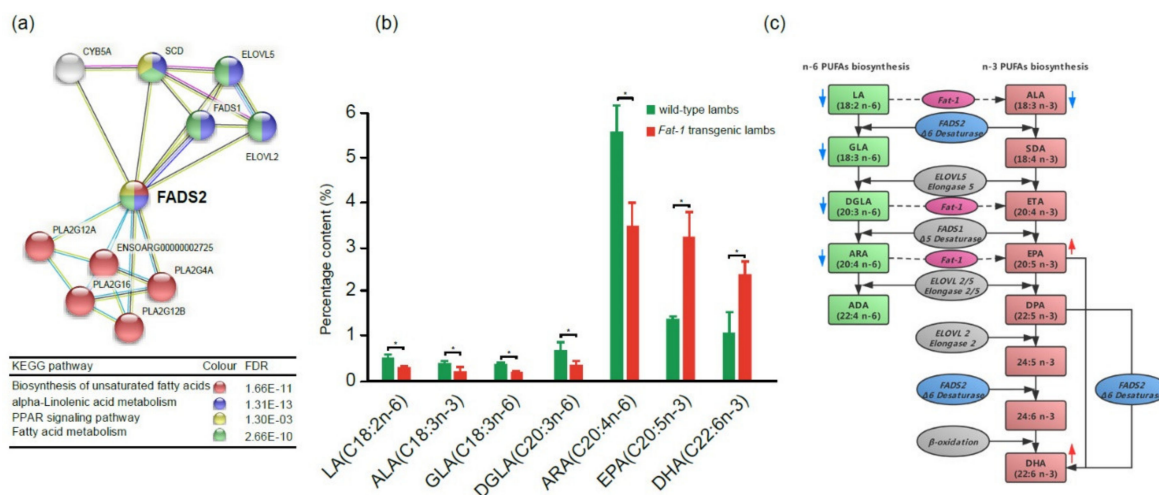 (a)
CYB5A
SCD
ELOVL5
FADS1
ELOVL2
FADS2
PLA2G12A
ENSOARG00000002725
PLA2G4A
PLA2G16
PLA2G12B
KEGG pathway Colour FDR
Biosynthesis of unsaturated fatty acids 1.66E-11
alpha-Linolenic acid metabolism 1.31E-13
PPAR signaling pathway 1.30E-03
Fatty acid metabolism 2.66E-10
(b)
Percentage content (%)
6
5
4
3
2
1
0
wild-type lambs
Fat-1 transgenic lambs
* * * * * * *
LA(C18:2n-6)
ALA(C18:3n-3)
GLA(C18:3n-6)
DGLA(C20:3n-6)
ARA(C20:4n-6)
EPA(C20:5n-3)
DHA(C22:6n-3)
(c)
n-6 PUFAs biosynthesis
n-3 PUFAs biosynthesis
LA
(18:2 n-6)
Fat-1
ALA
(18:3 n-3)
FADS2
Δ6 Desaturase
GLA
(18:3 n-6)
SDA
(18:4 n-3)
ELOVL5
Elongase 5
DGLA
(20:3 n-6)
Fat-1
ETA
(20:4 n-3)
FADS1
Δ5 Desaturase
ARA
(20:4 n-6)
Fat-1
EPA
(20:5 n-3)
ELOVL 2/5
Elongase 2/5
ADA
(22:4 n-6)
DPA
(22:5 n-3)
ELOVL 2
Elongase 2
24:5 n-3
FADS2
Δ6 Desaturase
FADS2
Δ6 Desaturase
24:6 n-3
β-oxidation
DHA
(22:6 n-3)